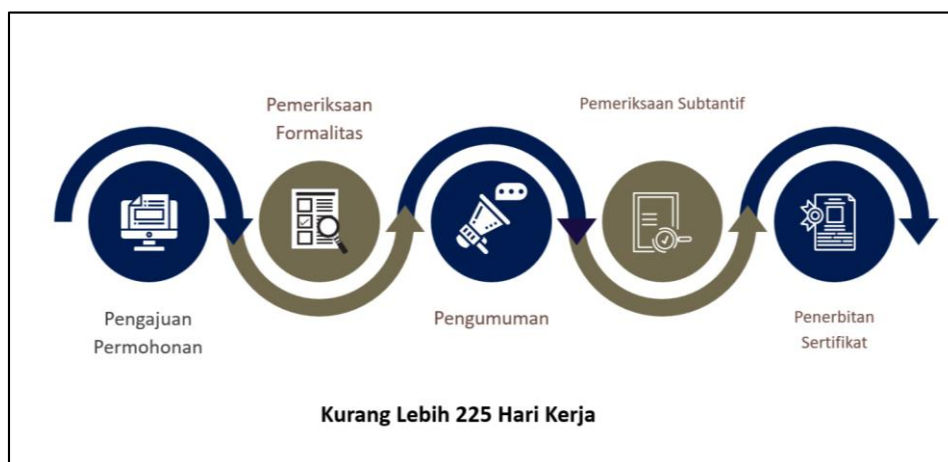 Pengajuan
Permohonan
Pemeriksaan
Formalitas
Pengumuman
Pemeriksaan Subtantif
Penerbitan
Sertifikat
Kurang Lebih 225 Hari Kerja